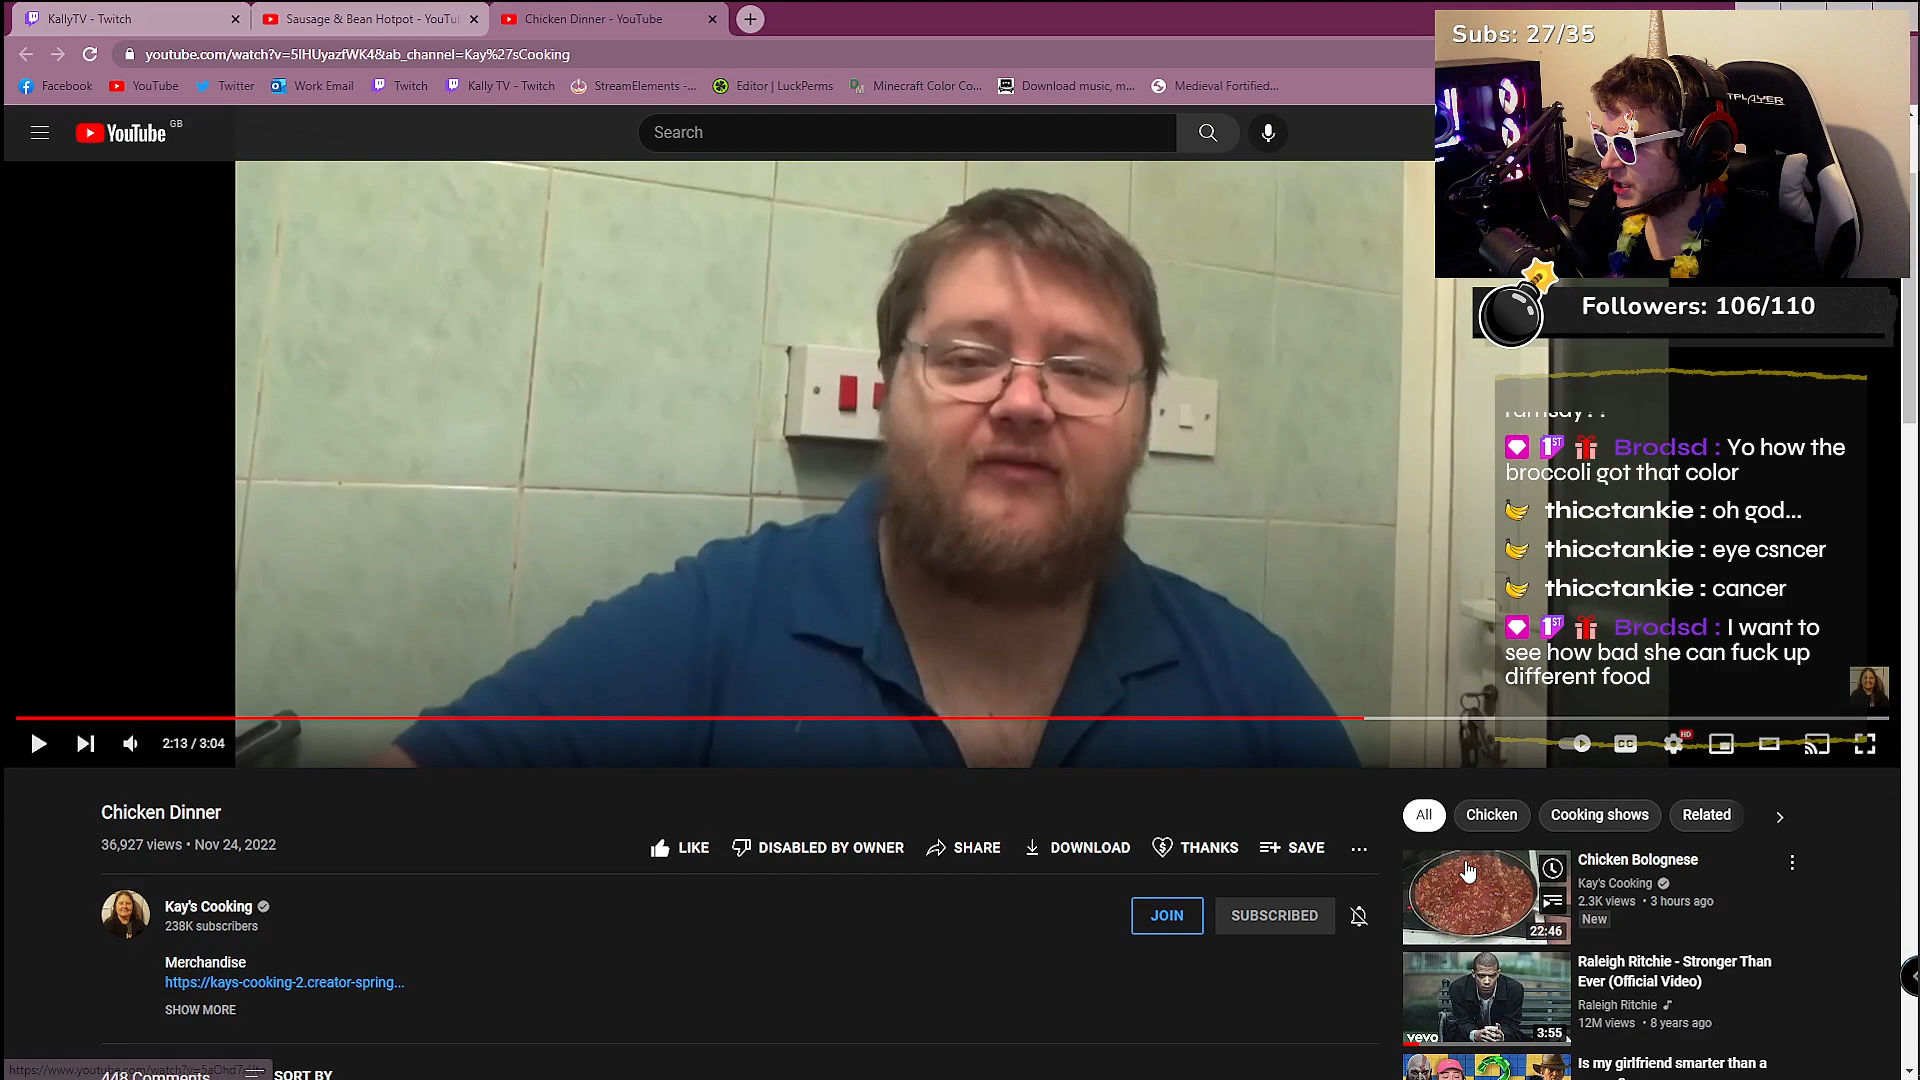 KallyTV - Twitch
Sausage & Bean Hotpot - YouTu
Chicken Dinner - YouTube
youtube.com/watch?v=5IHUyazfWK4&ab_channel=Kay%27sCooking
Facebook
YouTube
Twitter
Work Email
Twitch
Kally TV - Twitch
StreamElements -...
Editor | LuckPerms
Minecraft Color Co...
Download music, m...
Medieval Fortified...
Subs: 27/35
YouTube GB
Search
Followers: 106/110
Brodsd : Yo how the
broccoli got that color
thicctankie : oh god...
thicctankie : eye csncer
thicctankie : cancer
Brodsd : I want to
see how bad she can fuck up
different food
2:13 / 3:04
CC
HD
Chicken Dinner
36,927 views • Nov 24, 2022
LIKE
DISABLED BY OWNER
SHARE
DOWNLOAD
THANKS
SAVE
Kay's Cooking
238K subscribers
JOIN
SUBSCRIBED
Merchandise
https://kays-cooking-2.creator-spring...
SHOW MORE
448 Comments
SORT BY
All
Chicken
Cooking shows
Related
Chicken Bolognese
Kay's Cooking
2.3K views • 3 hours ago
New
22:46
Raleigh Ritchie - Stronger Than
Ever (Official Video)
Raleigh Ritchie
12M views • 8 years ago
vevo
3:55
Is my girlfriend smarter than a